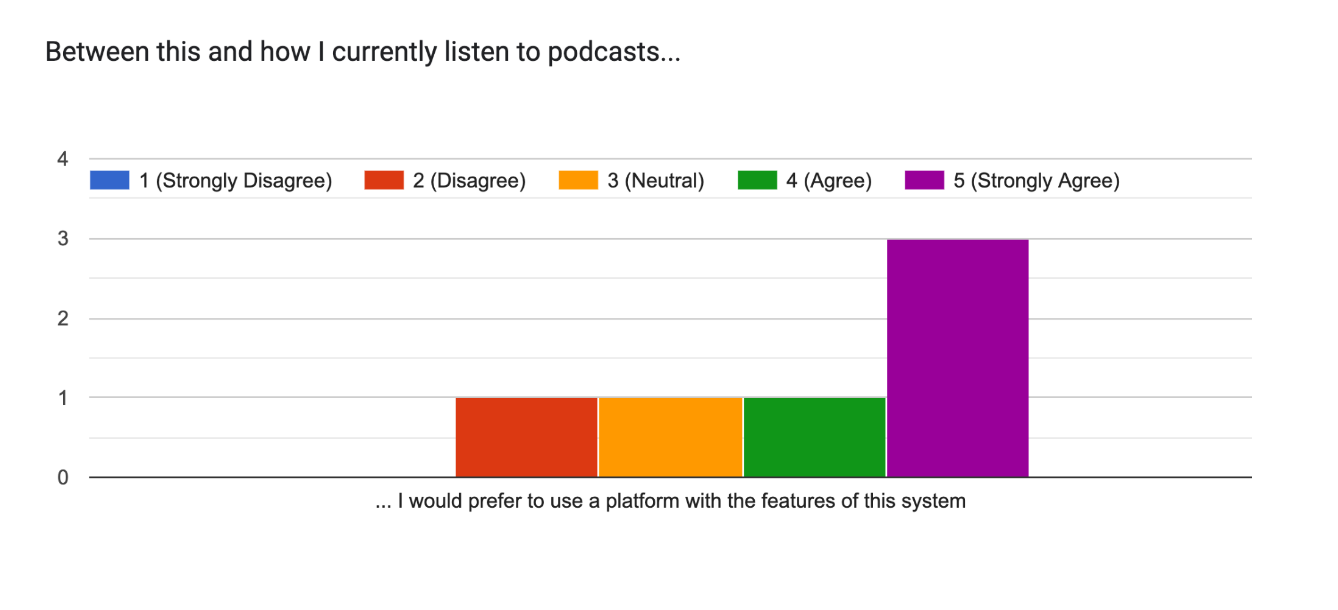 Between this and how I currently listen to podcasts...
4
1 (Strongly Disagree) 2 (Disagree) 3 (Neutral) 4 (Agree) 5 (Strongly Agree)
3
2
1
0
... I would prefer to use a platform with the features of this system